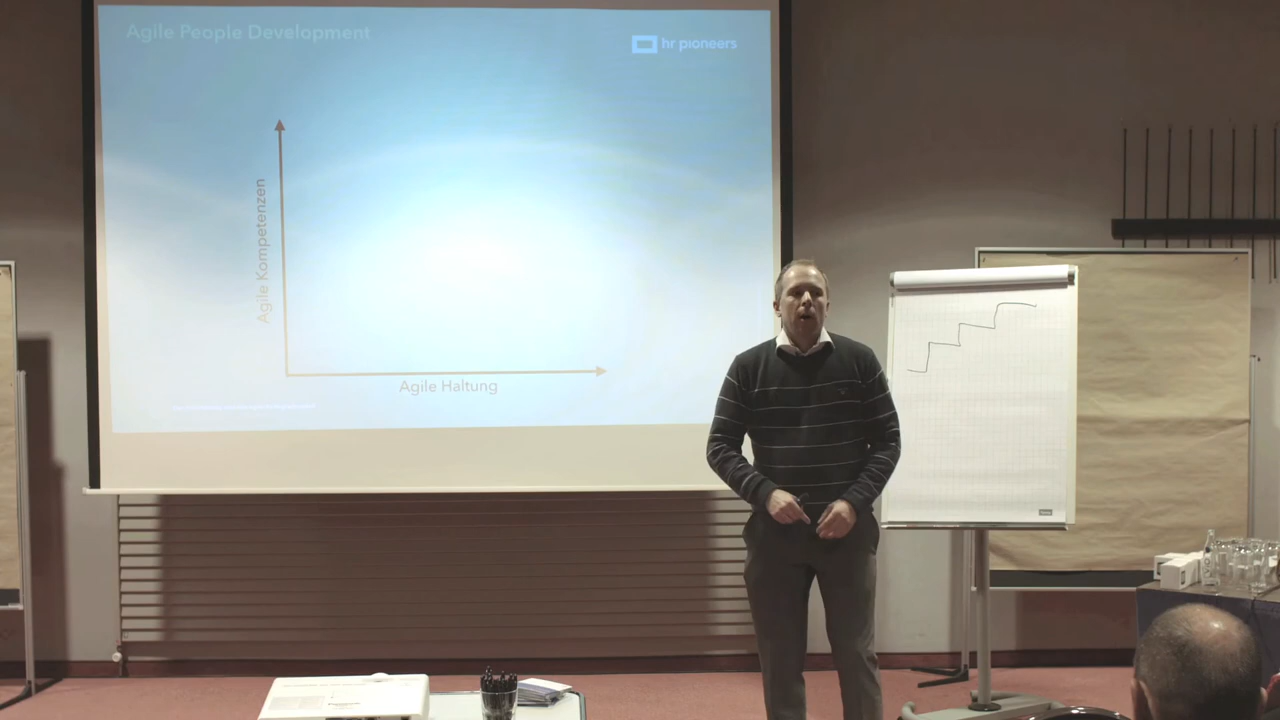 Agile People Development
hr pioneers
Agile Kompetenzen
Agile Haltung